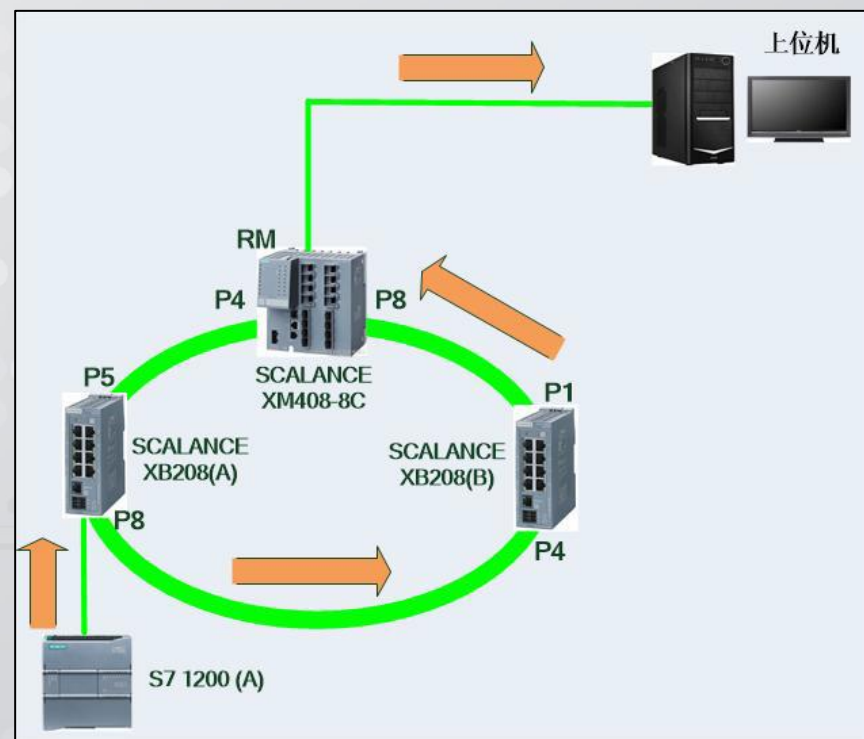 上位机
RM
P4
P8
SCALANCE
XM408-8C
P5
P1
SCALANCE
XB208(A)
SCALANCE
XB208(B)
P8
P4
S7 1200 (A)